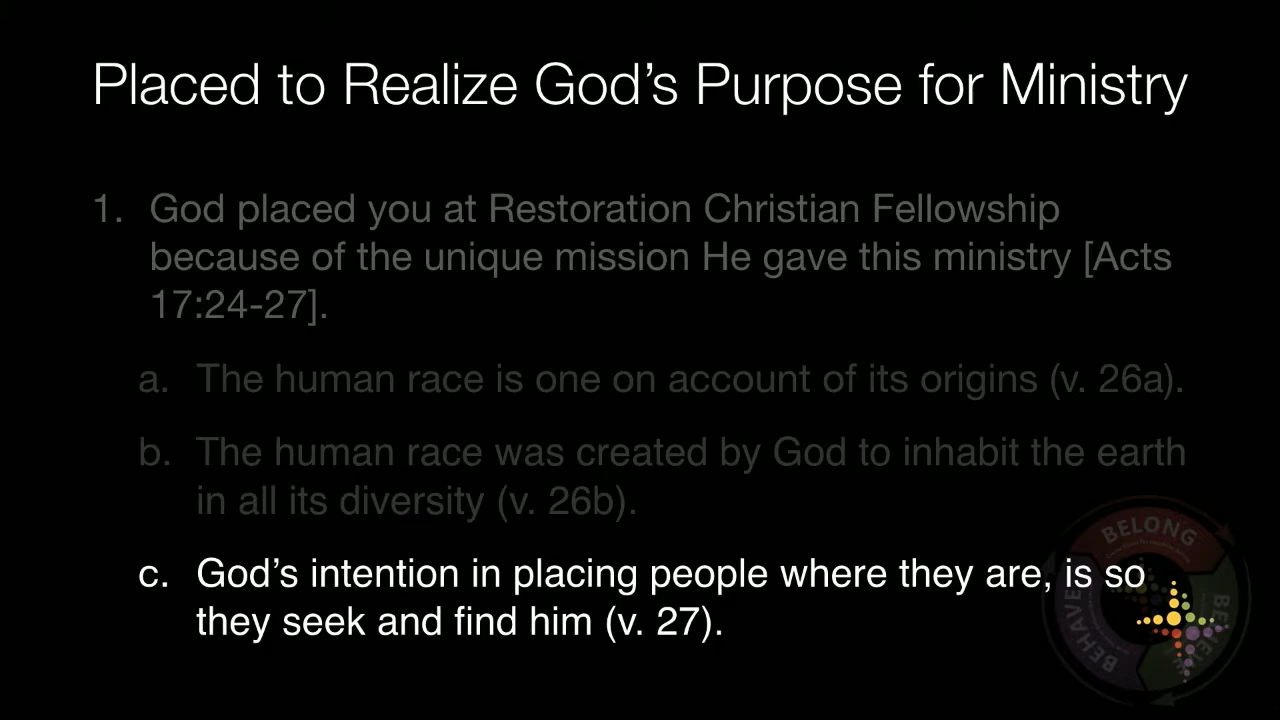 Placed to Realize God’s Purpose for Ministry
1. God placed you at Restoration Christian Fellowship
because of the unique mission He gave this ministry [Acts
17:24-27].
a. The human race is one on account of its origins (v. 26a).
b. The human race was created by God to inhabit the earth
in all its diversity (v. 26b).
c. God’s intention in placing people where they are, is so
they seek and find him (v. 27).
BELONG
BEHAVE